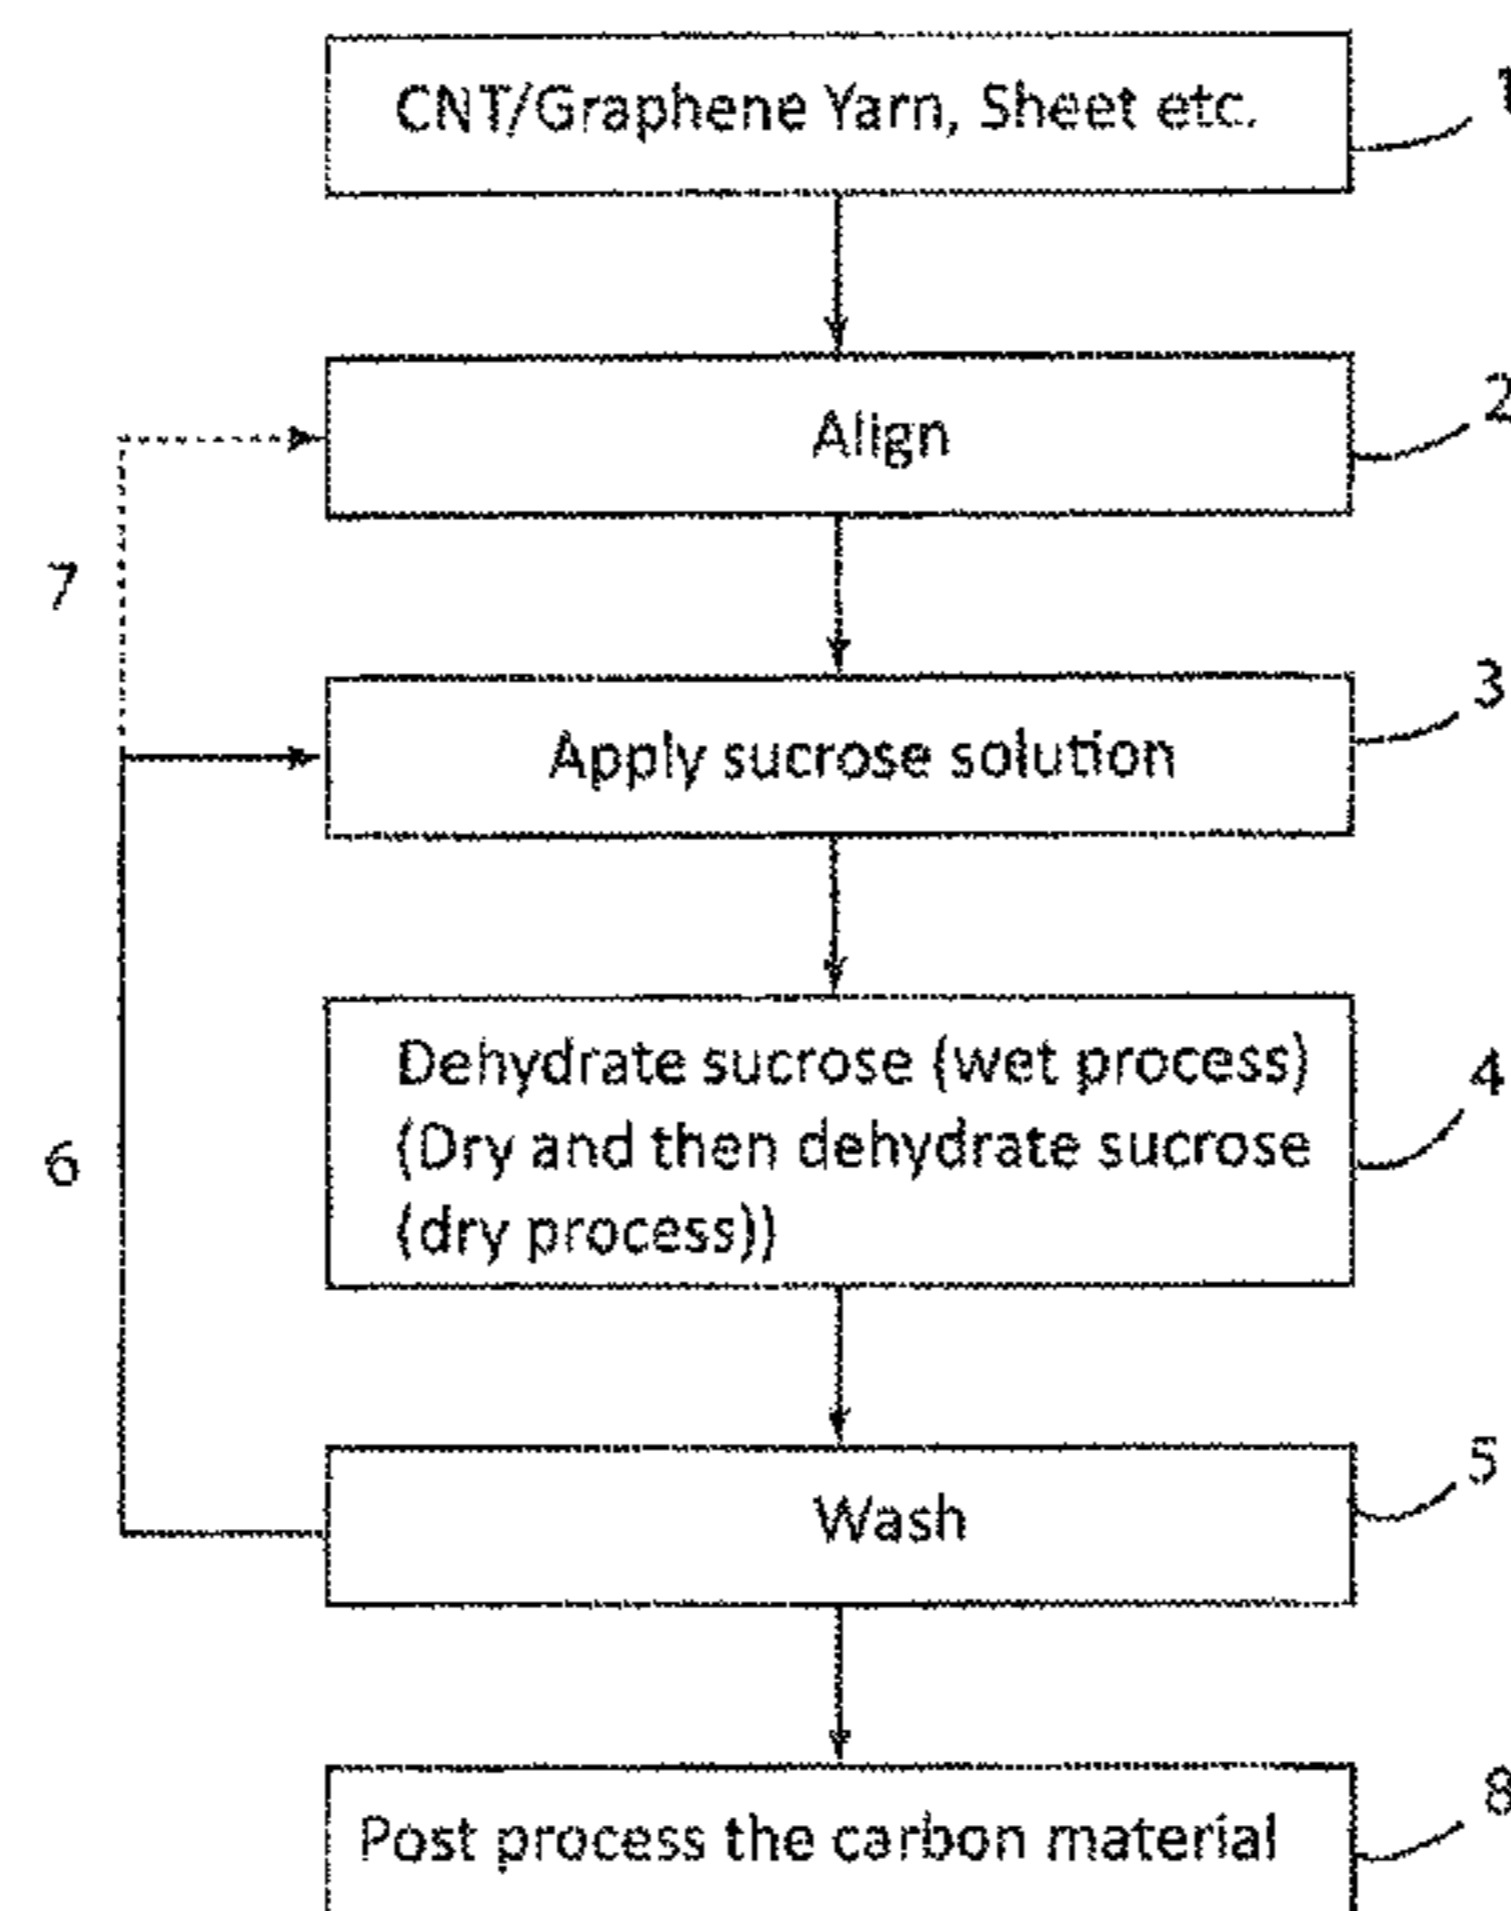 CNT/Graphene Yarn, Sheet etc.
1
Align
2
7
Apply sucrose solution
3
Dehydrate sucrose (wet process)
(Dry and then dehydrate sucrose
(dry process))
4
6
Wash
5
Post process the carbon material
8